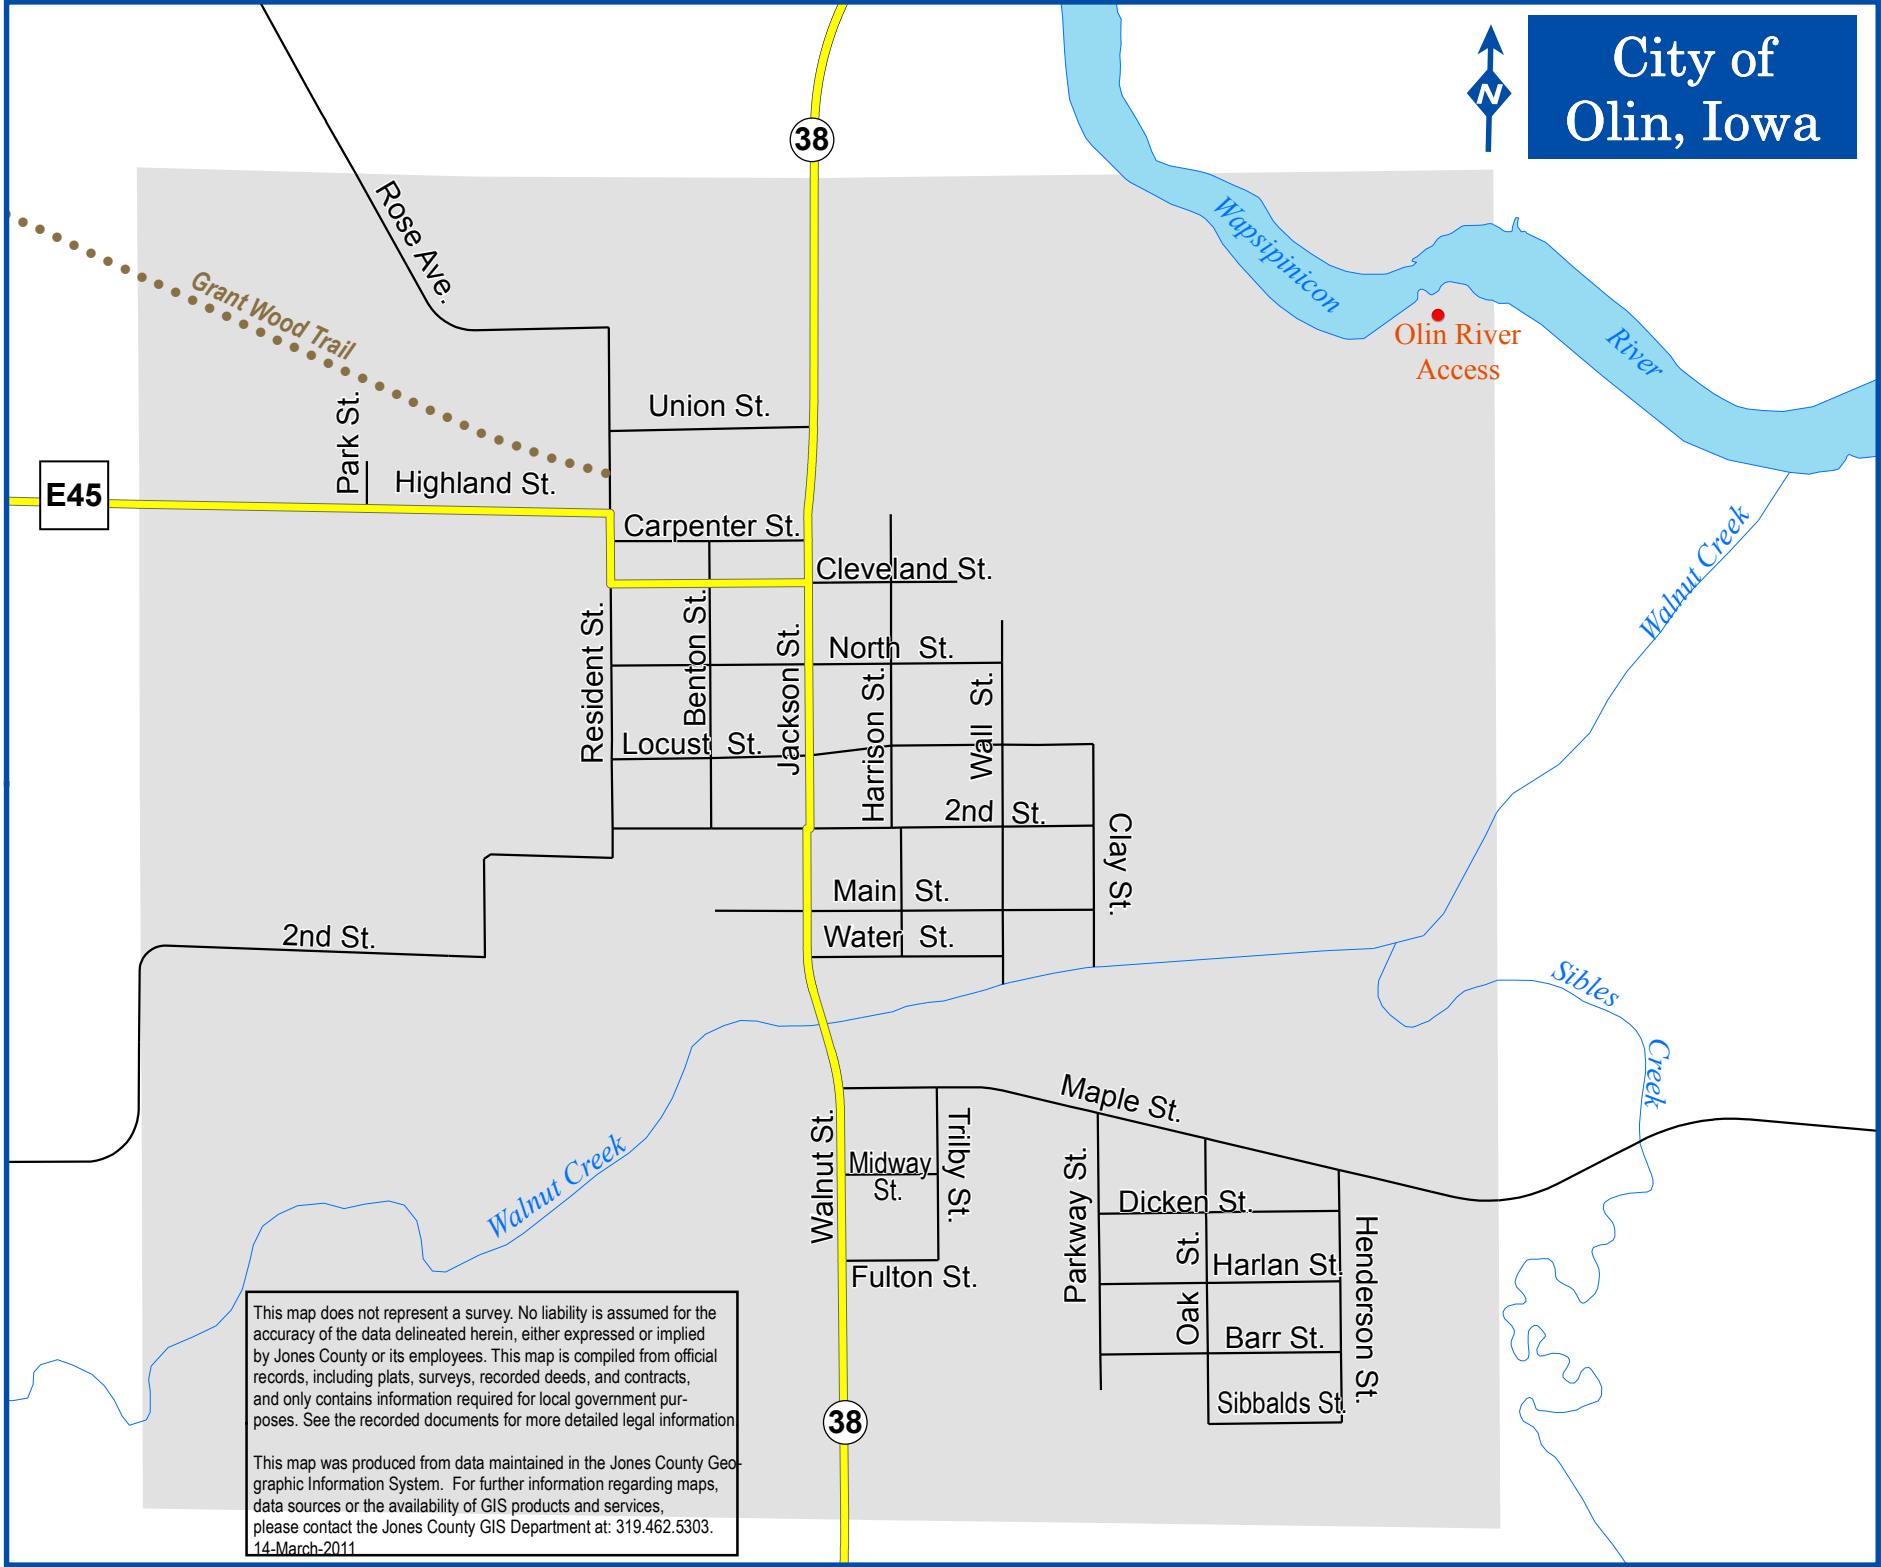 City of
Olin, Iowa
N
38
Rose Ave.
Grant Wood Trail
Wapsipinicon
River
Olin River
Access
Union St.
Park St.
Highland St.
E45
Carpenter St.
Cleveland St.
Walnut Creek
Resident St.
Benton St.
Jackson St.
North St.
Harrison St.
Wall St.
Locust St.
2nd St.
Clay St.
Main St.
Water St.
2nd St.
Sibles
Creek
Maple St.
Walnut St.
Trilby St.
Midway
St.
Walnut Creek
Parkway St.
Dicken St.
Oak St.
Harlan St.
Henderson St.
Fulton St.
Barr St.
Sibbalds St.
38
This map does not represent a survey. No liability is assumed for the
accuracy of the data delineated herein, either expressed or implied
by Jones County or its employees. This map is compiled from official
records, including plats, surveys, recorded deeds, and contracts,
and only contains information required for local government pur-
poses. See the recorded documents for more detailed legal information
This map was produced from data maintained in the Jones County Geo-
graphic Information System. For further information regarding maps,
data sources or the availability of GIS products and services,
please contact the Jones County GIS Department at: 319.462.5303.
14-March-2011